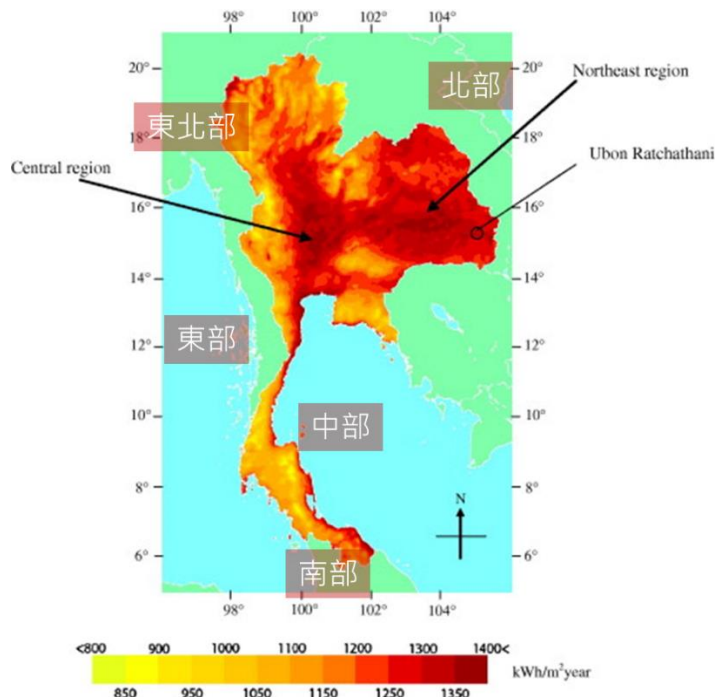 98° 100° 102° 104°
20° 20°
北部
Northeast region
東北部
18° 18°
Ubon Ratchathani
Central region
16° 16°
14° 14°
東部
12° 12°
10° 10°
中部
8° 8°
N
6° 6°
南部
98° 100° 102° 104°
<800 900 1000 1100 1200 1300 1400<
kWh/m²year
850 950 1050 1150 1250 1350